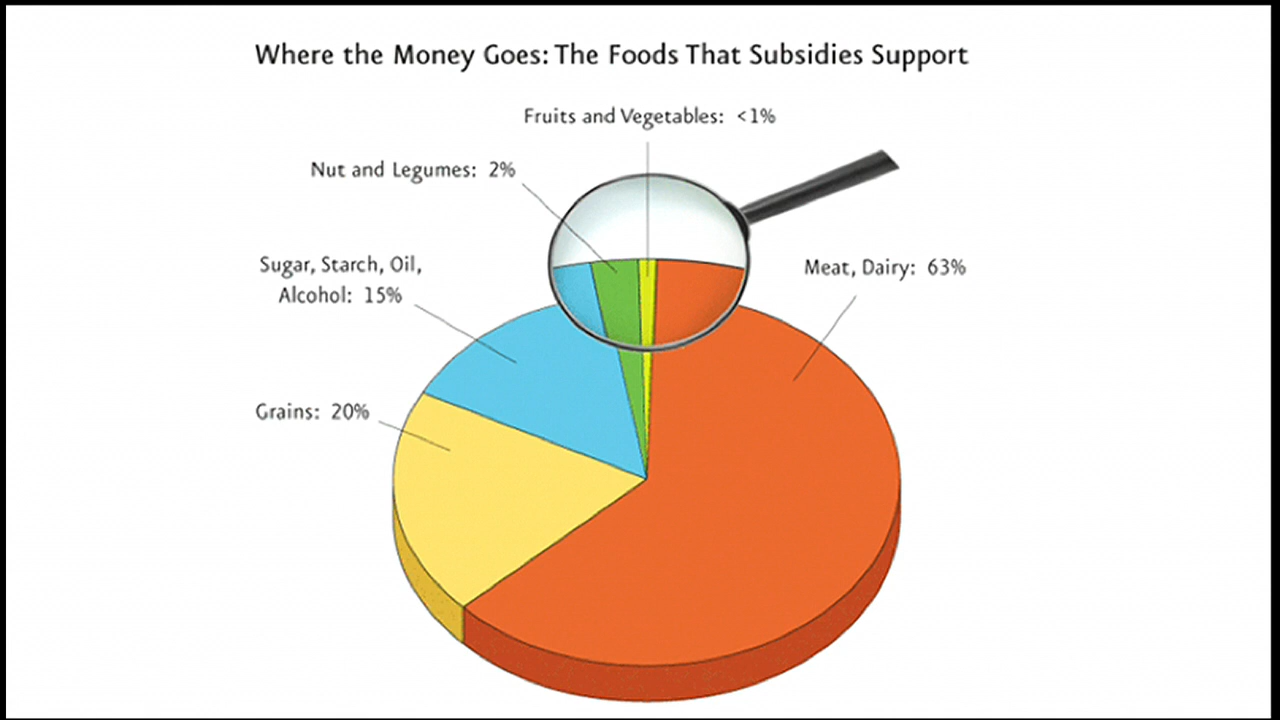 Where the Money Goes: The Foods That Subsidies Support
Fruits and Vegetables: <1%
Nut and Legumes: 2%
Sugar, Starch, Oil,
Alcohol: 15%
Meat, Dairy: 63%
Grains: 20%